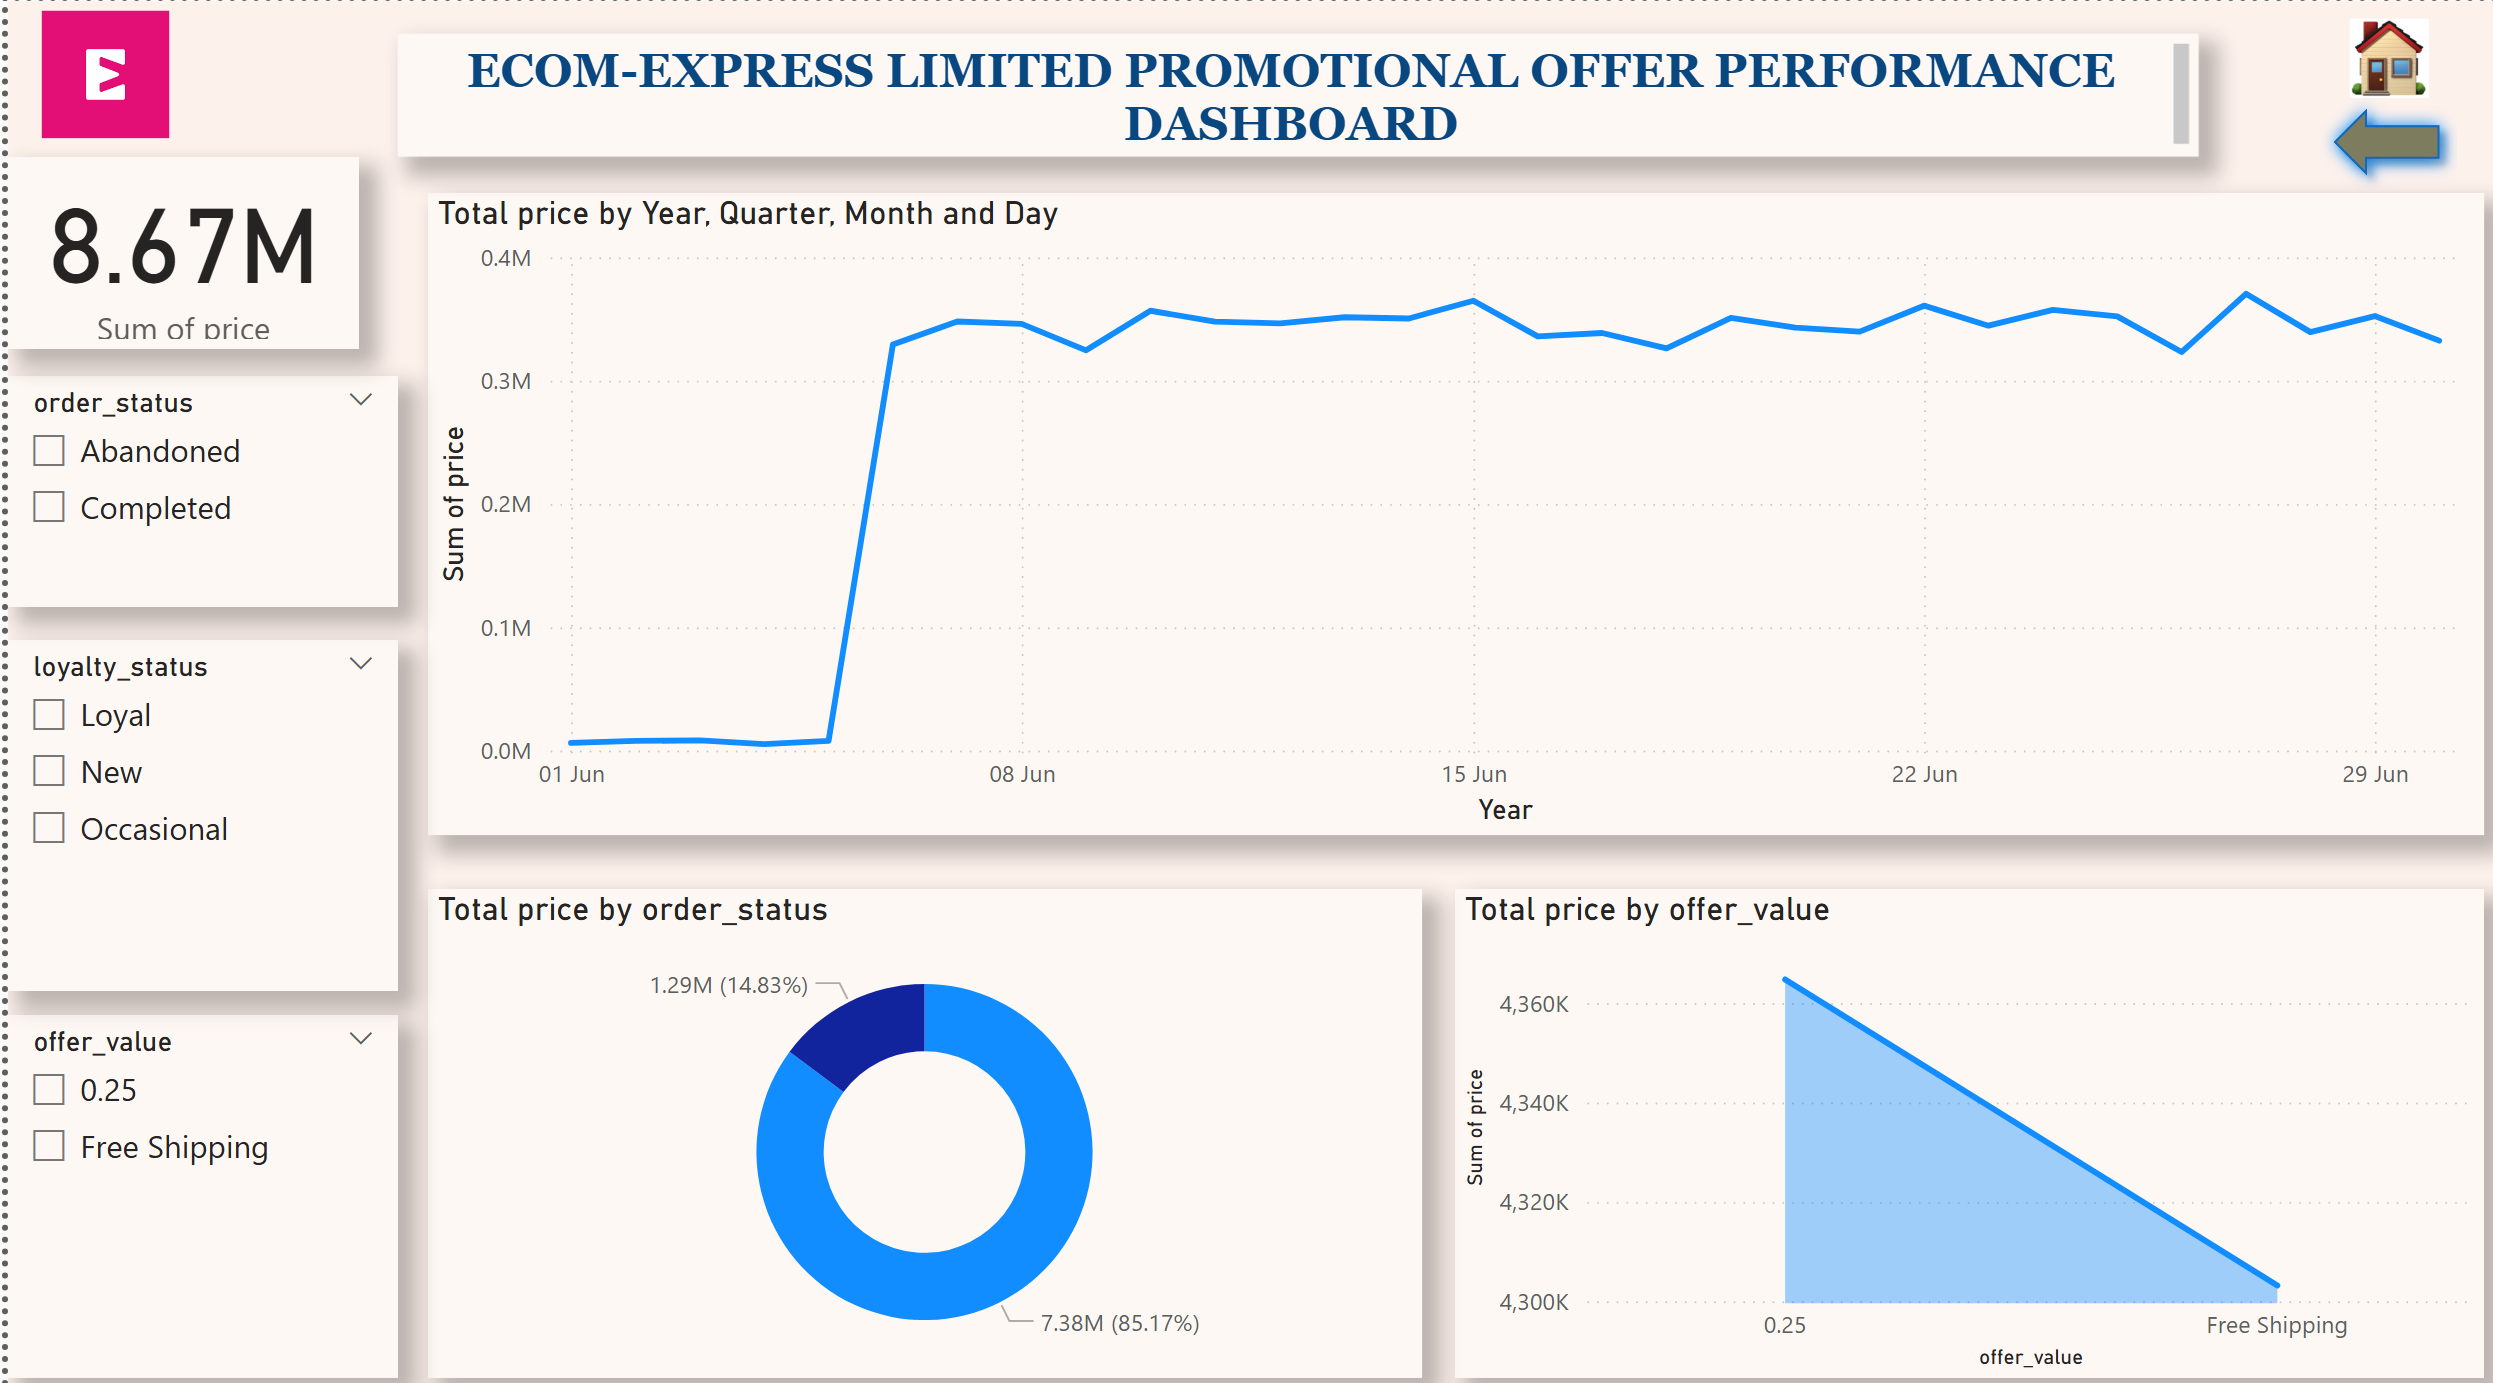 E
ECOM-EXPRESS LIMITED PROMOTIONAL OFFER PERFORMANCE
DASHBOARD
8.67M
Sum of price
order_status
Abandoned
Completed
loyalty_status
Loyal
New
Occasional
offer_value
0.25
Free Shipping
Total price by Year, Quarter, Month and Day
Sum of price
0.4M
0.3M
0.2M
0.1M
0.0M
01 Jun
08 Jun
15 Jun
22 Jun
29 Jun
Year
Total price by order_status
1.29M (14.83%)
7.38M (85.17%)
Total price by offer_value
Sum of price
4,360K
4,340K
4,320K
4,300K
0.25
Free Shipping
offer_value